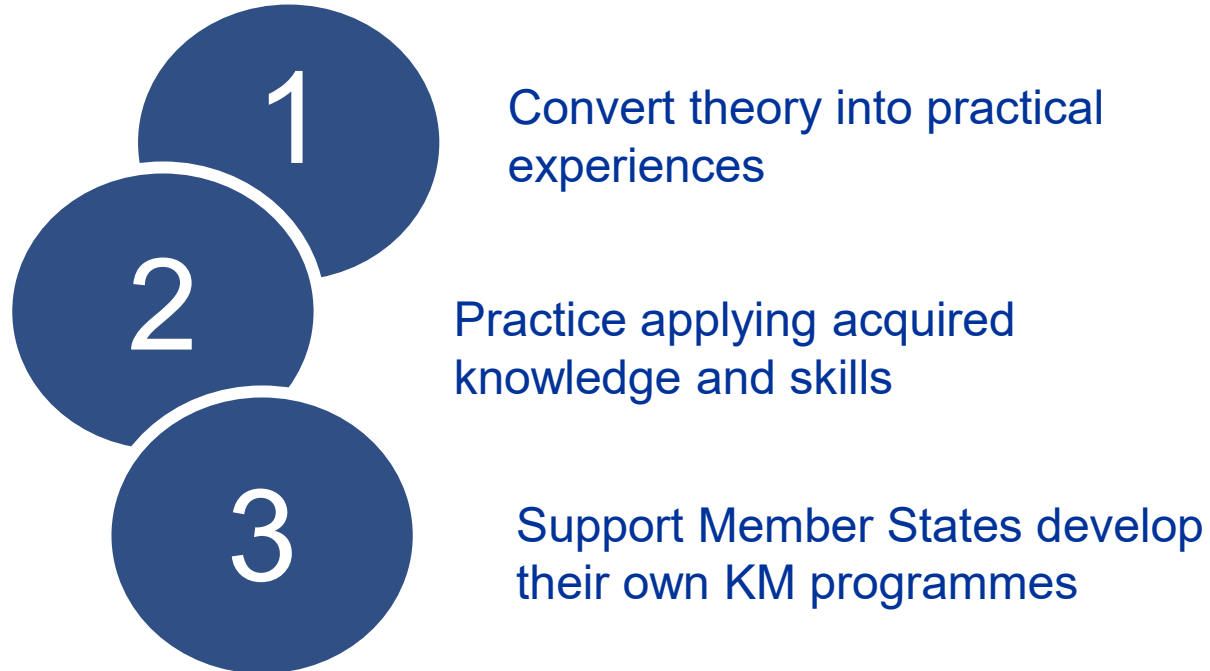 1
Convert theory into practical
experiences
2
Practice applying acquired
knowledge and skills
3
Support Member States develop
their own KM programmes